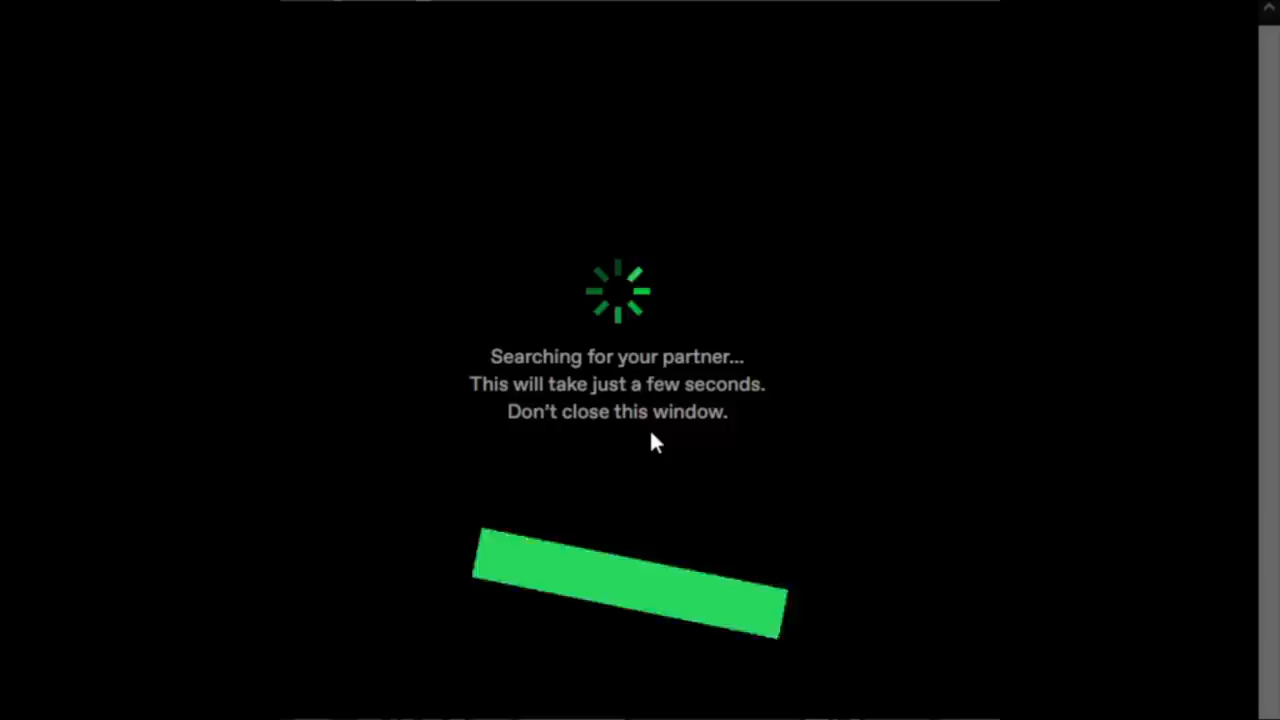 Searching for your partner...
This will take just a few seconds.
Don't close this window.